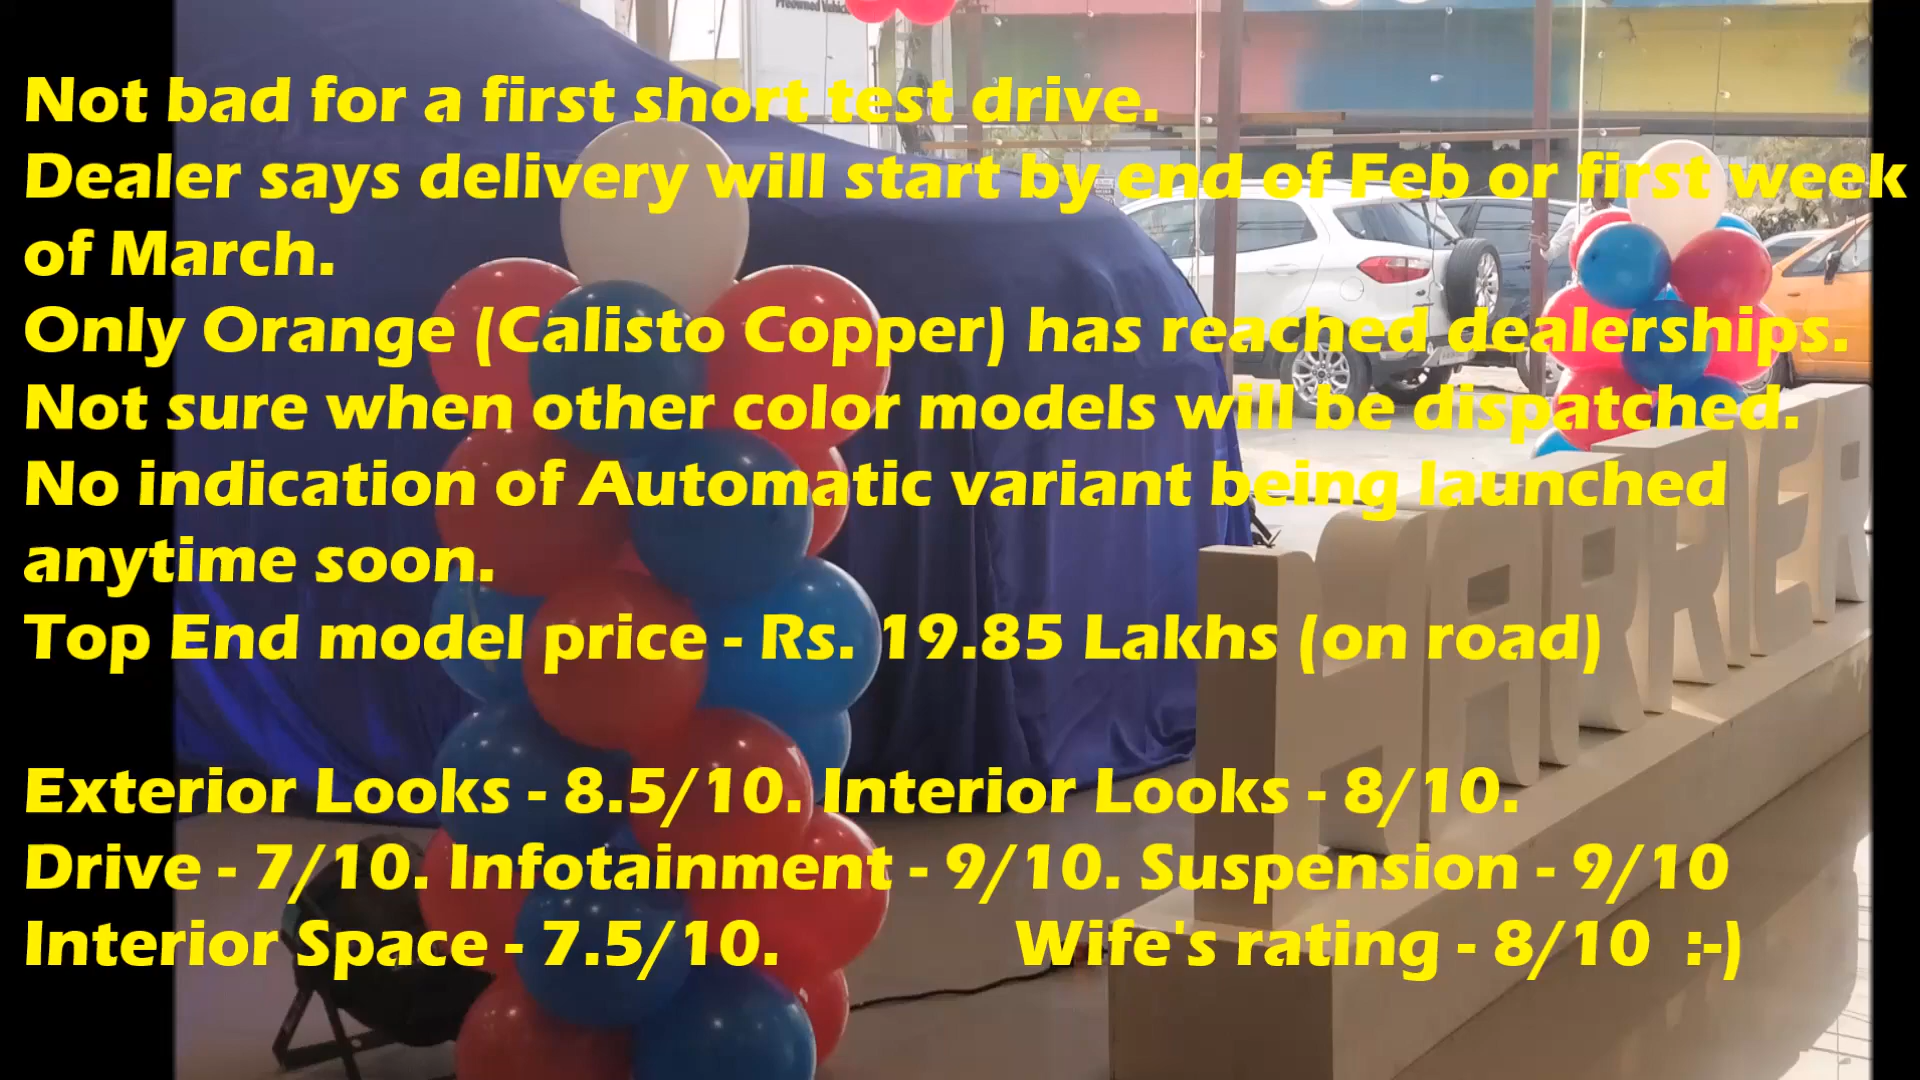 Preowned Vehicle
Not bad for a first short test drive.
Dealer says delivery will start by end of Feb or first week
of March.
Only Orange (Calisto Copper) has reached dealerships.
Not sure when other color models will be dispatched.
No indication of Automatic variant being launched
anytime soon.
Top End model price - Rs. 19.85 Lakhs (on road)
Exterior Looks - 8.5/10. Interior Looks - 8/10.
Drive - 7/10. Infotainment - 9/10. Suspension - 9/10
Interior Space - 7.5/10. Wife's rating - 8/10 :-)
HARRIER